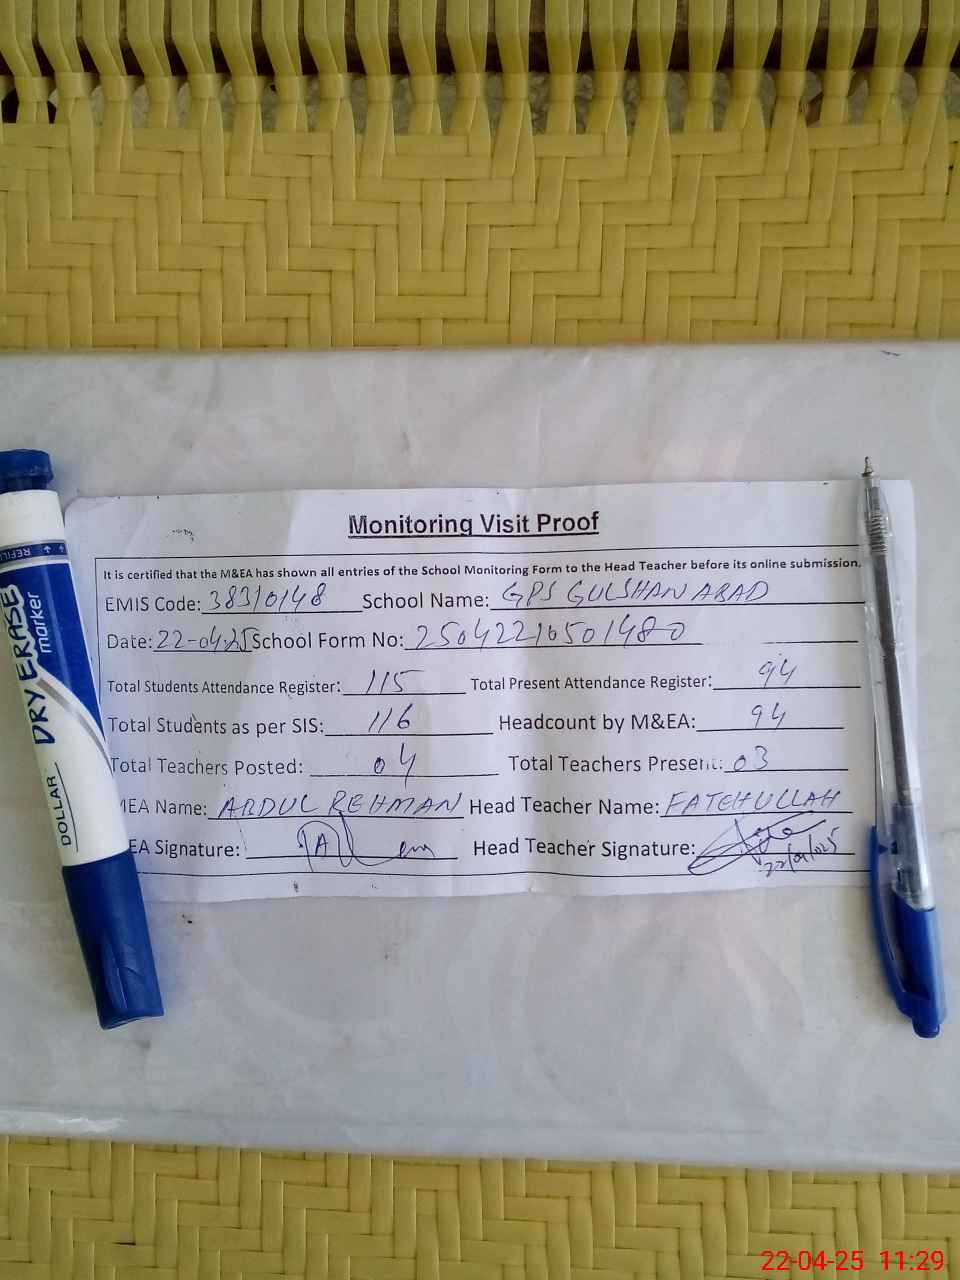 Monitoring Visit Proof
It is certified that the M&EA has shown all entries of the School Monitoring Form to the Head Teacher before its online submission.
EMIS Code: 38310148 School Name: GPS GULSHAN ABAD
Date: 22-04-25 School Form No: 25042210501480
Total Students Attendance Register: 115 Total Present Attendance Register: 94
Total Students as per SIS: 116 Headcount by M&EA: 94
Total Teachers Posted: 04 Total Teachers Present: 03
MEA Name: ABDUL REHMAN Head Teacher Name: FATEHULLAH
EA Signature: Head Teacher Signature:
22/04/025
REFILL
DRY ERASE
marker
DOLLAR
22-04-25 11:29